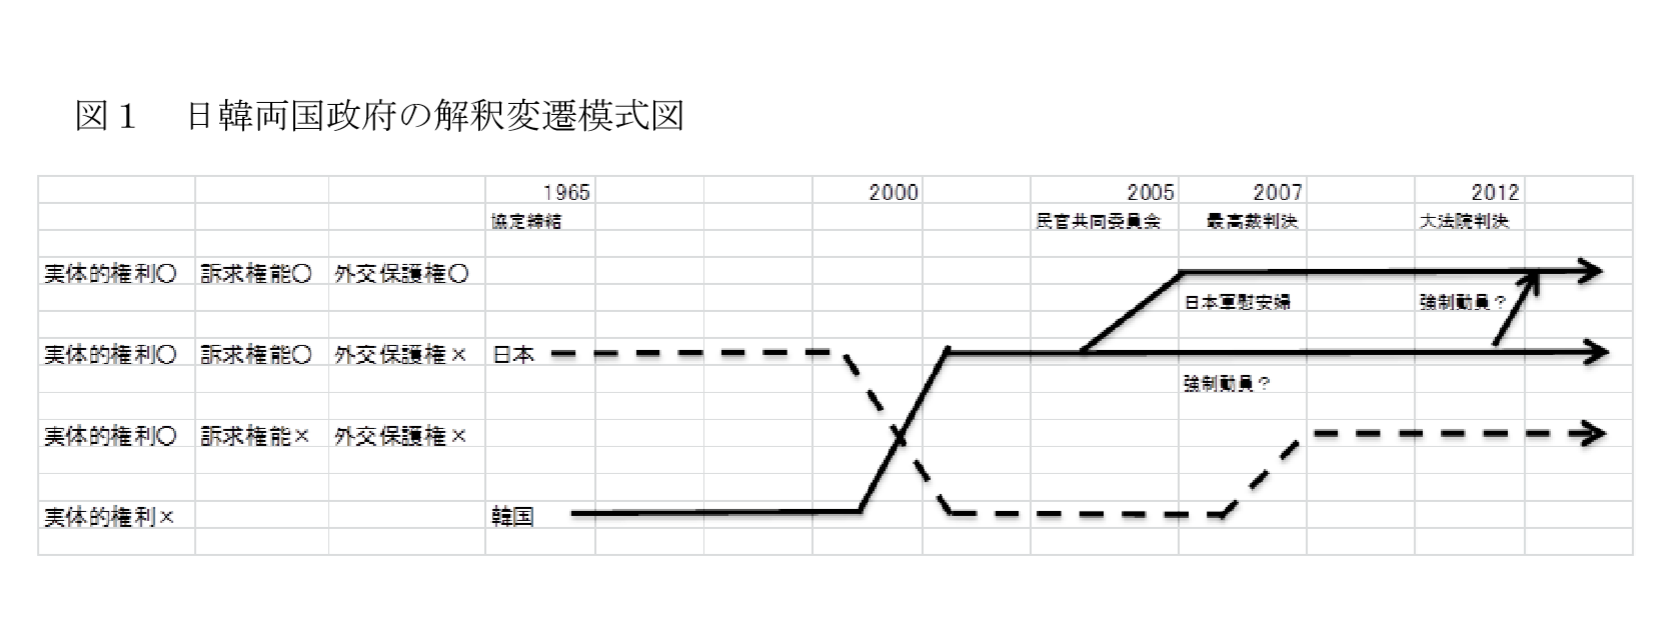 図１　日韓両国政府の解釈変遷模式図
1965 2000 2005 2007 2012
協定締結 民官共同委員会 最高裁判決 大法院判決
実体的権利〇 訴求権能〇 外交保護権〇
日本軍慰安婦 強制動員？
実体的権利〇 訴求権能〇 外交保護権× 日本
強制動員？
実体的権利〇 訴求権能× 外交保護権×
実体的権利× 韓国